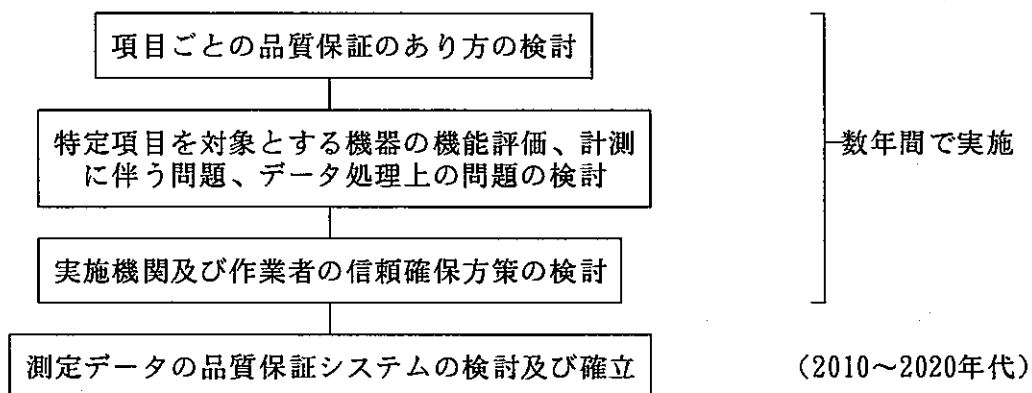 項目ごとの品質保証のあり方の検討
特定項目を対象とする機器の機能評価、計測
に伴う問題、データ処理上の問題の検討
数年間で実施
実施機関及び作業者の信頼確保方策の検討
測定データの品質保証システムの検討及び確立
(2010～2020年代)